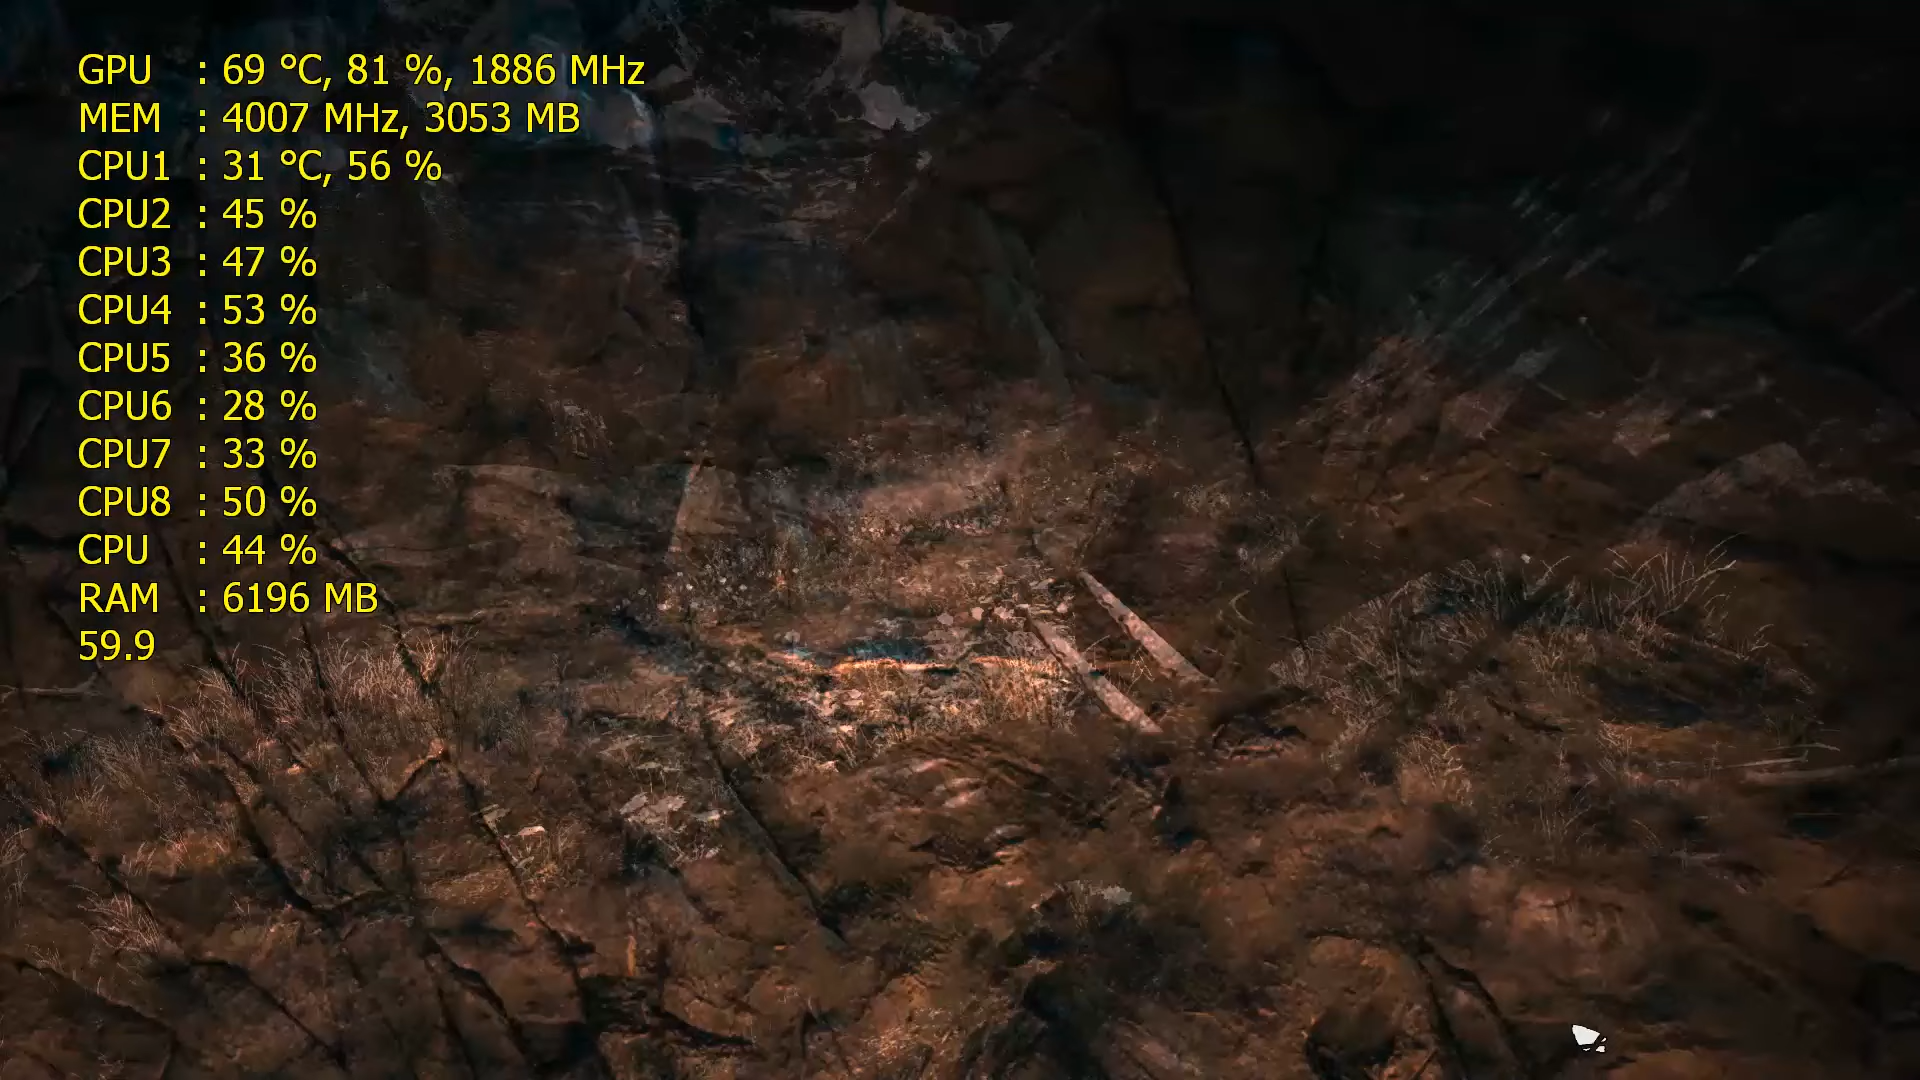 GPU : 69 °C, 81 %, 1886 MHz
MEM : 4007 MHz, 3053 MB
CPU1 : 31 °C, 56 %
CPU2 : 45 %
CPU3 : 47 %
CPU4 : 53 %
CPU5 : 36 %
CPU6 : 28 %
CPU7 : 33 %
CPU8 : 50 %
CPU : 44 %
RAM : 6196 MB
59.9